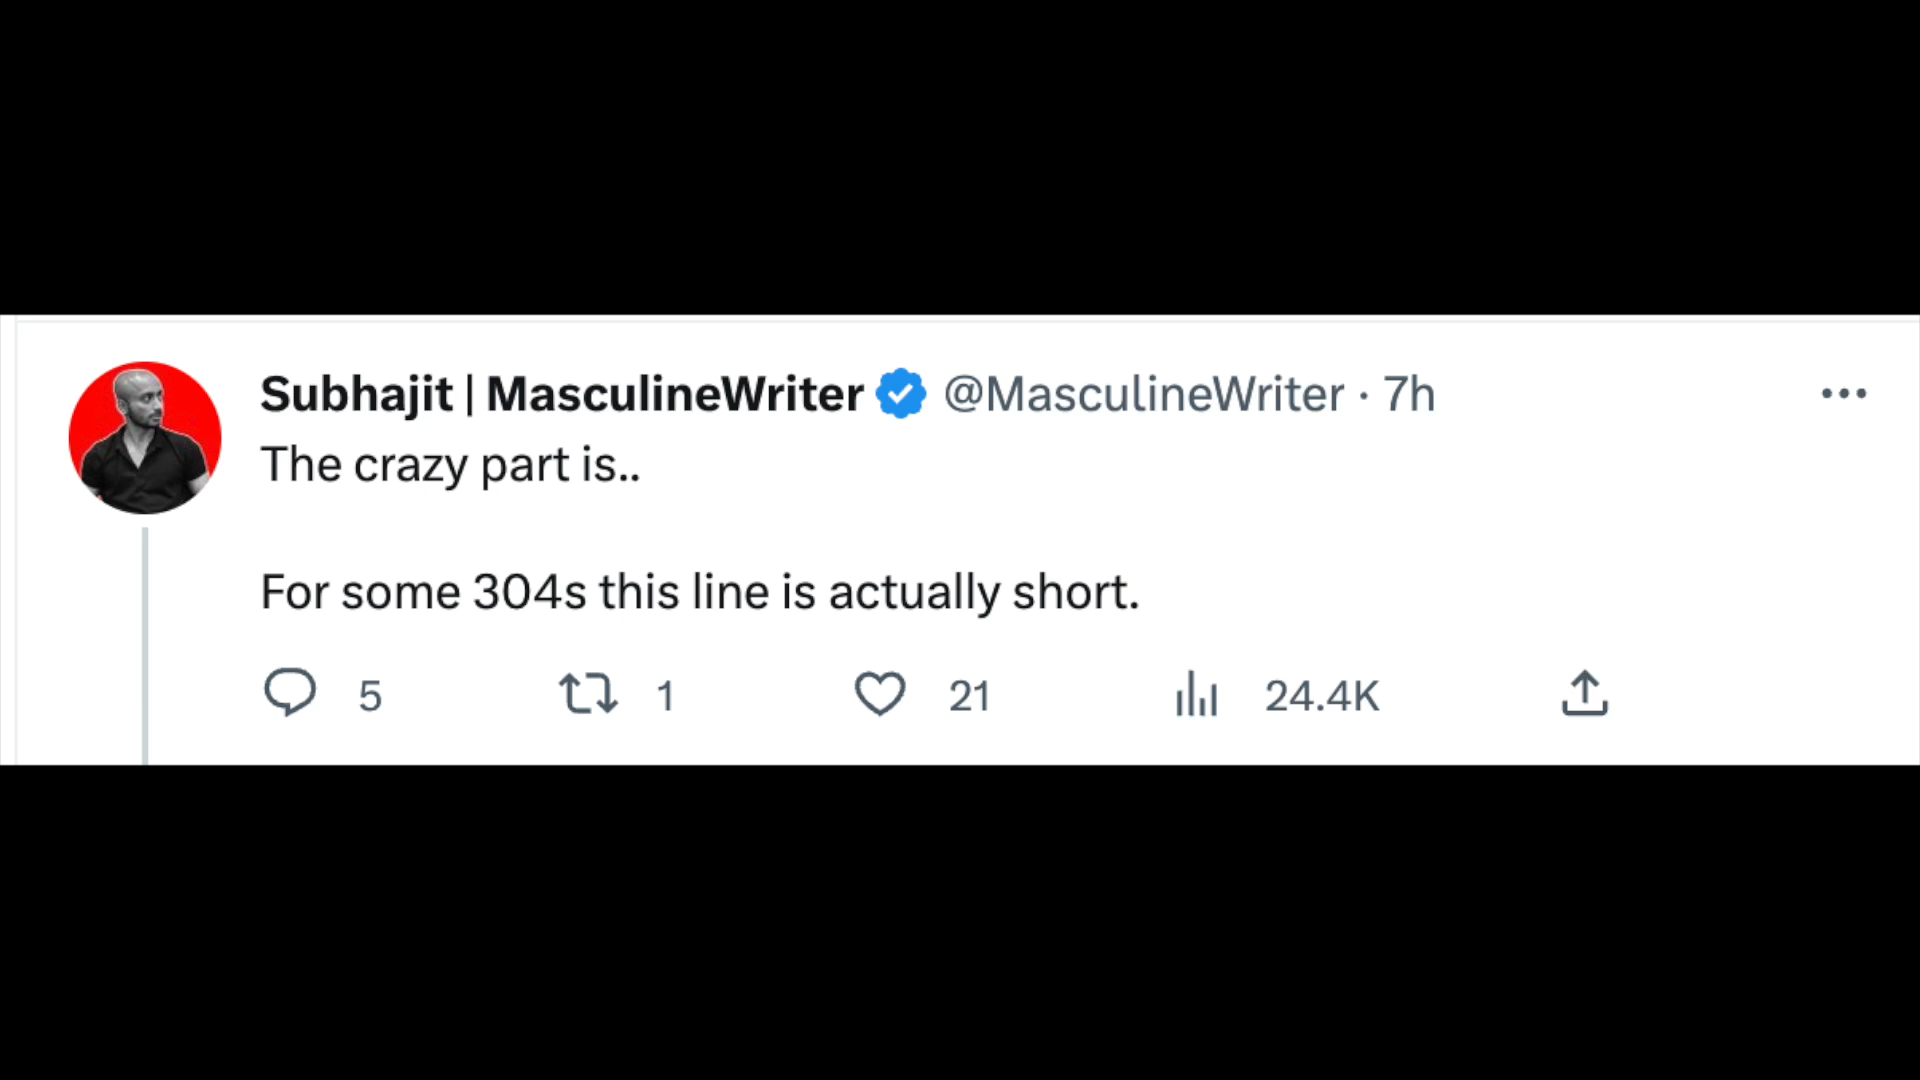 Subhajit | MasculineWriter @MasculineWriter · 7h
The crazy part is..
For some 304s this line is actually short.
5 1 21 24.4K